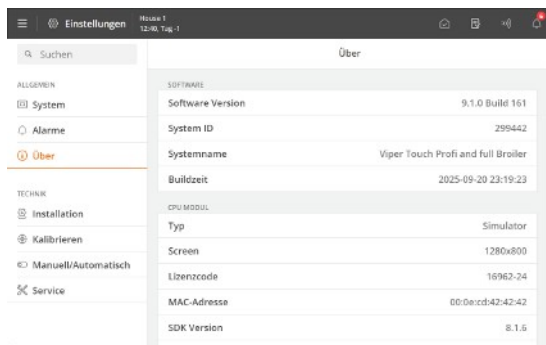 Einstellungen
House 1
12:40, Tag -1
Suchen
Über
ALLGEMEIN
System
Alarme
Über
TECHNIK
Installation
Kalibrieren
Manuell/Automatisch
Service
SOFTWARE
Software Version 9.1.0 Build 161
System ID 299442
Systemname Viper Touch Profi and full Broiler
Buildzeit 2025-09-20 23:19:23
CPU MODUL
Typ Simulator
Screen 1280x800
Lizenzcode 16962-24
MAC-Adresse 00:0e:cd:42:42:42
SDK Version 8.1.6